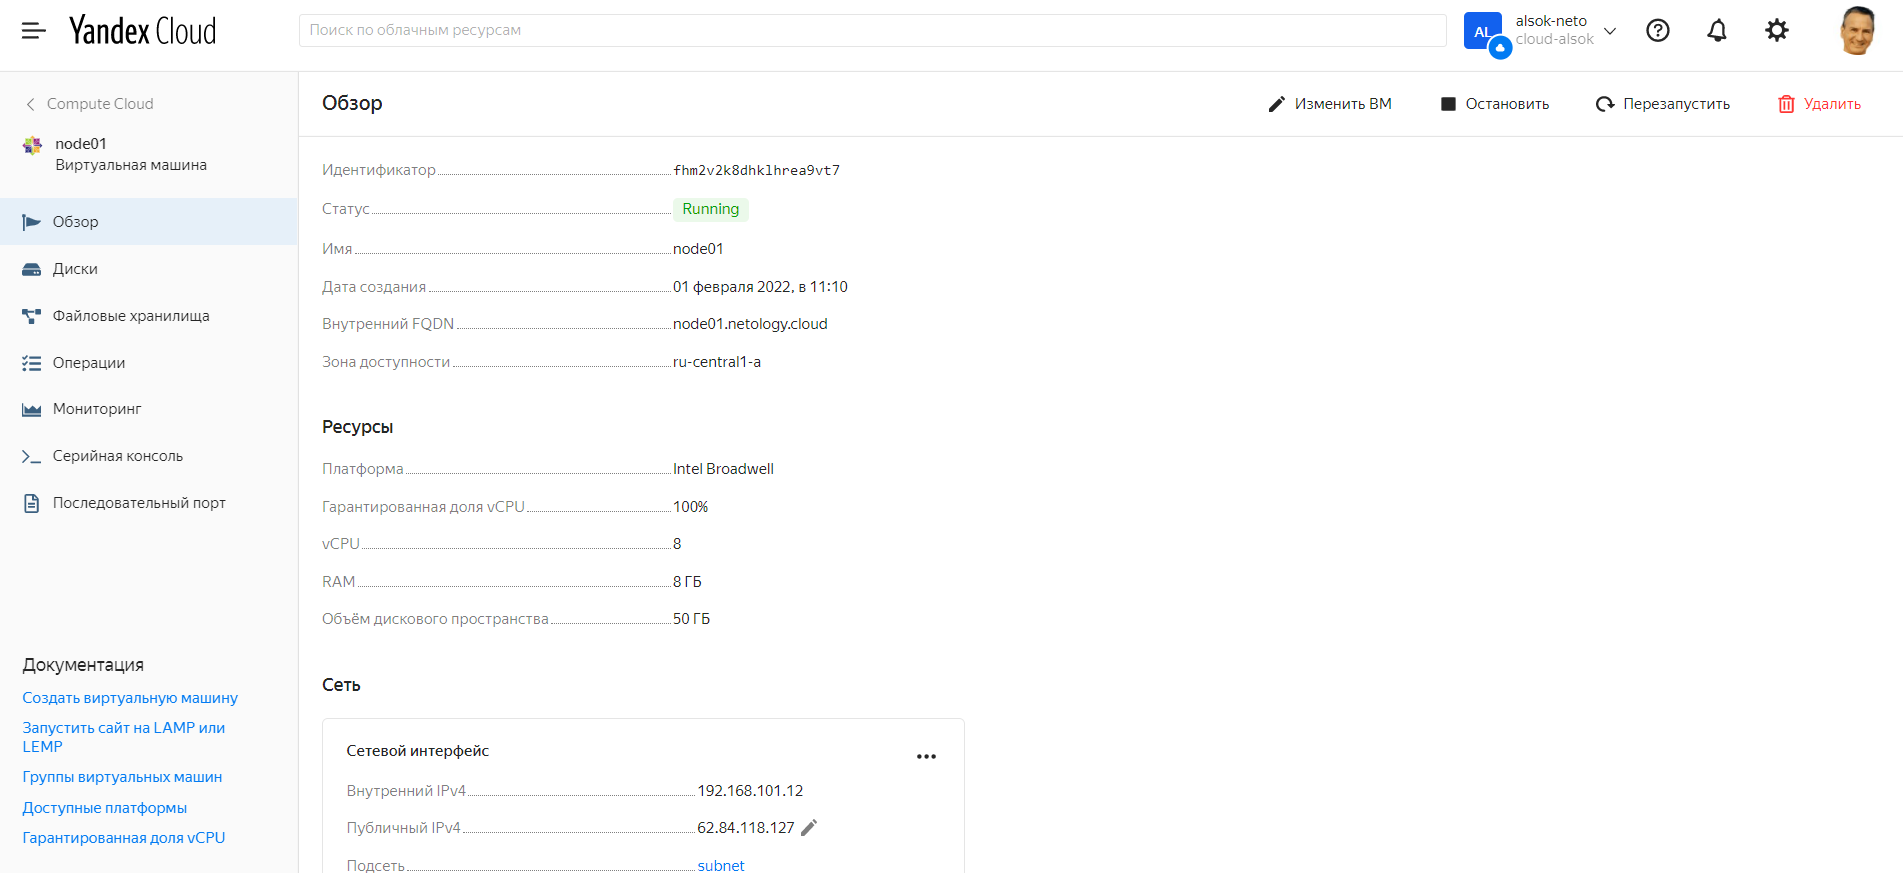 Yandex Cloud
Поиск по облачным ресурсам
AL
alsok-neto
cloud-alsok
Compute Cloud
node01
Виртуальная машина
Обзор
Диски
Файловые хранилища
Операции
Мониторинг
Серийная консоль
Последовательный порт
Документация
Создать виртуальную машину
Запустить сайт на LAMP или
LEMP
Группы виртуальных машин
Доступные платформы
Гарантированная доля vCPU
Обзор
Изменить ВМ
Остановить
Перезапустить
Удалить
Идентификатор fhm2v2k8dhklhrea9vt7
Статус Running
Имя node01
Дата создания 01 февраля 2022, в 11:10
Внутренний FQDN node01.netology.cloud
Зона доступности ru-central1-a
Ресурсы
Платформа Intel Broadwell
Гарантированная доля vCPU 100%
vCPU 8
RAM 8 ГБ
Объём дискового пространства 50 ГБ
Сеть
Сетевой интерфейс
Внутренний IPv4 192.168.101.12
Публичный IPv4 62.84.118.127
Подсеть subnet